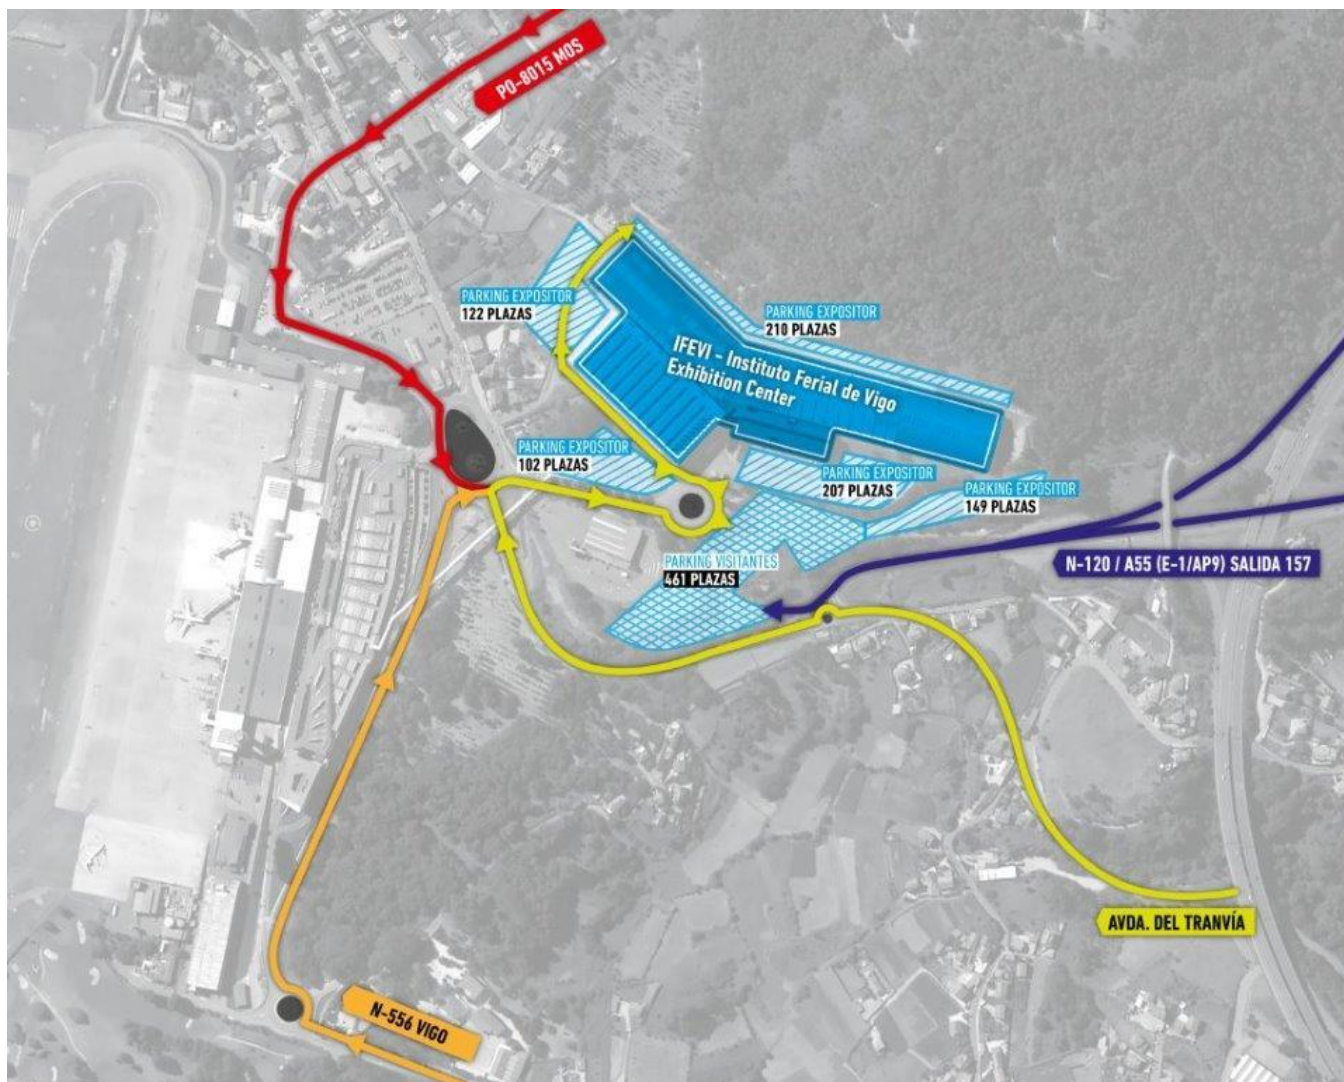 PO-8015 MOS
PARKING EXPOSITOR
122 PLAZAS
PARKING EXPOSITOR
210 PLAZAS
IFEVI - Instituto Ferial de Vigo
Exhibition Center
PARKING EXPOSITOR
102 PLAZAS
PARKING EXPOSITOR
207 PLAZAS
PARKING EXPOSITOR
149 PLAZAS
PARKING VISITANTES
461 PLAZAS
N-120 / A55 (E-1/AP9) SALIDA 157
AVDA. DEL TRANVÍA
N-556 VIGO